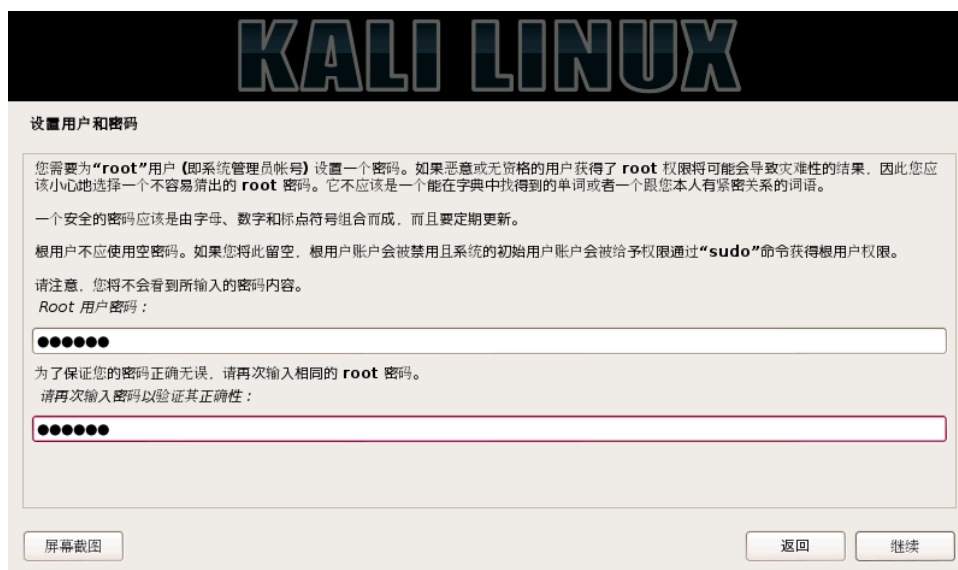 KALI LINUX
设置用户和密码
您需要为“root”用户 (即系统管理员帐号) 设置一个密码。如果恶意或无资格的用户获得了 root 权限将可能会导致灾难性的结果，因此您应
该小心地选择一个不容易猜出的 root 密码。它不应该是一个能在字典中找得到的单词或者一个跟您本人有紧密关系的词语。
一个安全的密码应该是由字母、数字和标点符号组合而成，而且要定期更新。
根用户不应使用空密码。如果您将此留空，根用户账户会被禁用且系统的初始用户账户会被给予权限通过“sudo”命令获得根用户权限。
请注意，您将不会看到所输入的密码内容。
Root 用户密码：
●●●●●●
为了保证您的密码正确无误，请再次输入相同的 root 密码。
请再次输入密码以验证其正确性：
●●●●●●
屏幕截图 返回 继续